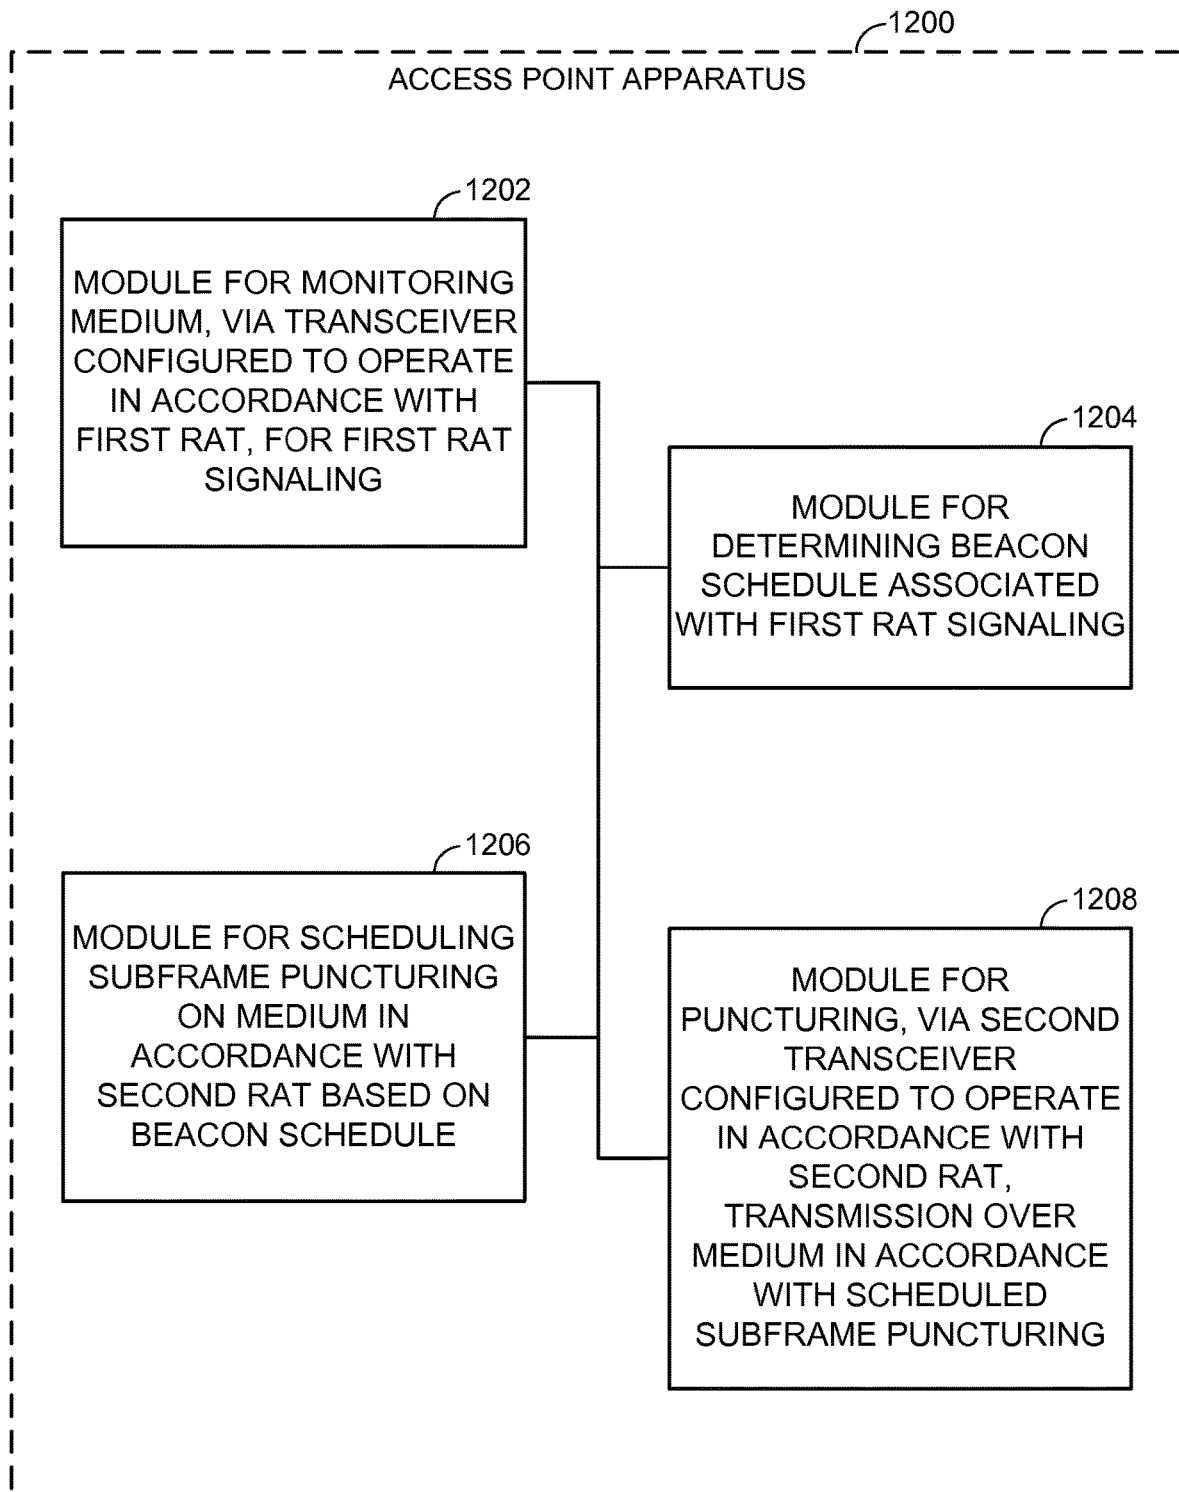 1200
ACCESS POINT APPARATUS
1202
MODULE FOR MONITORING
MEDIUM, VIA TRANSCEIVER
CONFIGURED TO OPERATE
IN ACCORDANCE WITH
FIRST RAT, FOR FIRST RAT
SIGNALING
1204
MODULE FOR
DETERMINING BEACON
SCHEDULE ASSOCIATED
WITH FIRST RAT SIGNALING
1206
MODULE FOR SCHEDULING
SUBFRAME PUNCTURING
ON MEDIUM IN
ACCORDANCE WITH
SECOND RAT BASED ON
BEACON SCHEDULE
1208
MODULE FOR
PUNCTURING, VIA SECOND
TRANSCEIVER
CONFIGURED TO OPERATE
IN ACCORDANCE WITH
SECOND RAT,
TRANSMISSION OVER
MEDIUM IN ACCORDANCE
WITH SCHEDULED
SUBFRAME PUNCTURING